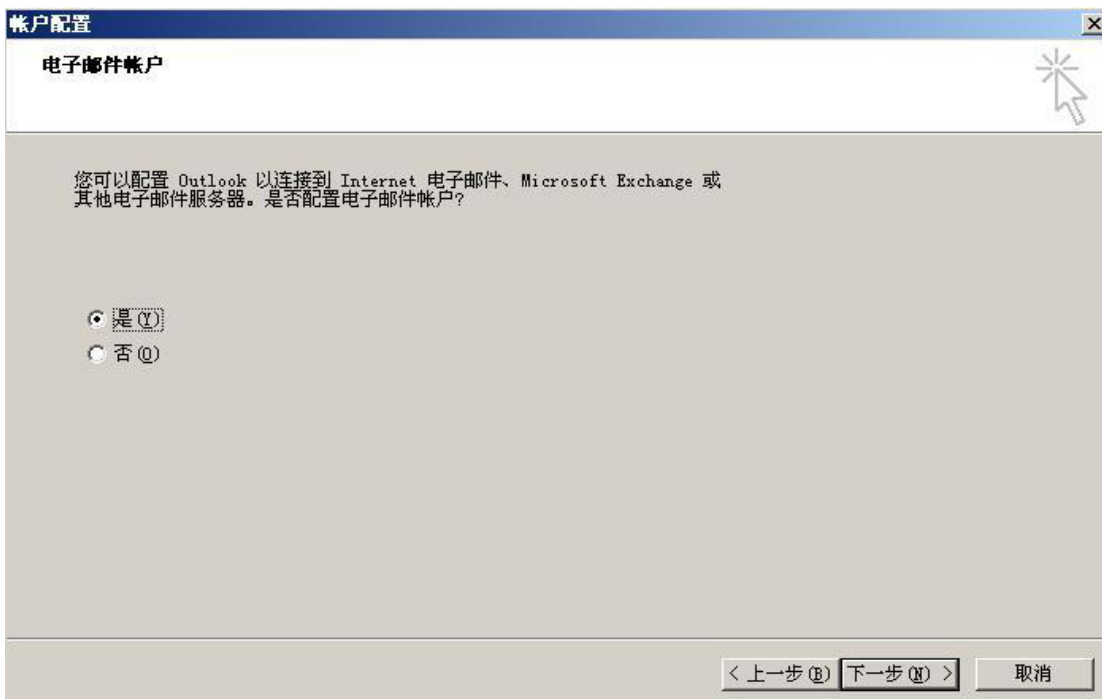 帐户配置
电子邮件帐户
您可以配置 Outlook 以连接到 Internet 电子邮件、Microsoft Exchange 或
其他电子邮件服务器。是否配置电子邮件帐户?
是(Y)
否(O)
< 上一步(B) 下一步(N) > 取消